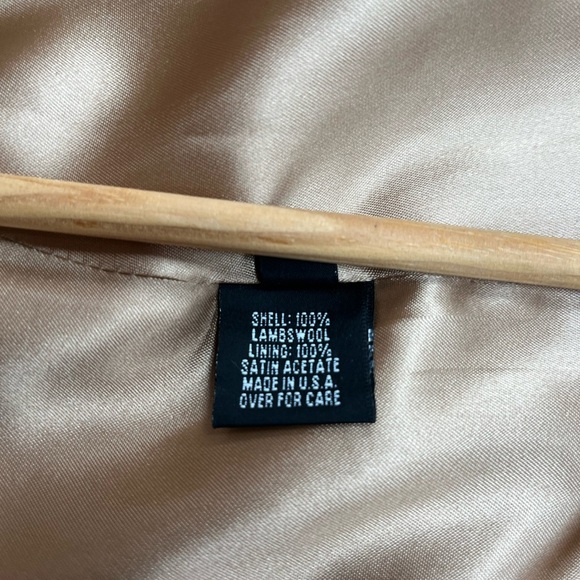 SHELL: 100%
LAMBSWOOL
LINING: 100%
SATIN ACETATE
MADE IN U.S.A.
OVER FOR CARE